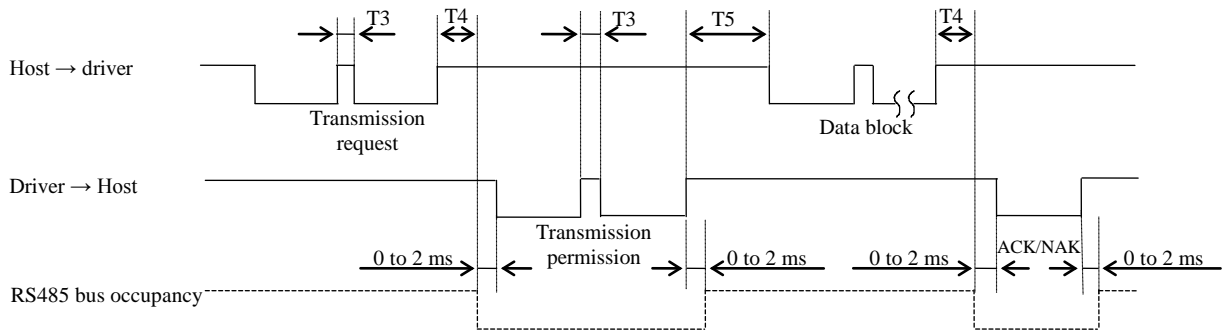 T3 T4 T3 T5 T4
Host → driver
Transmission
request
Data block
Driver → Host
Transmission
permission
ACK/NAK
0 to 2 ms 0 to 2 ms 0 to 2 ms 0 to 2 ms
RS485 bus occupancy